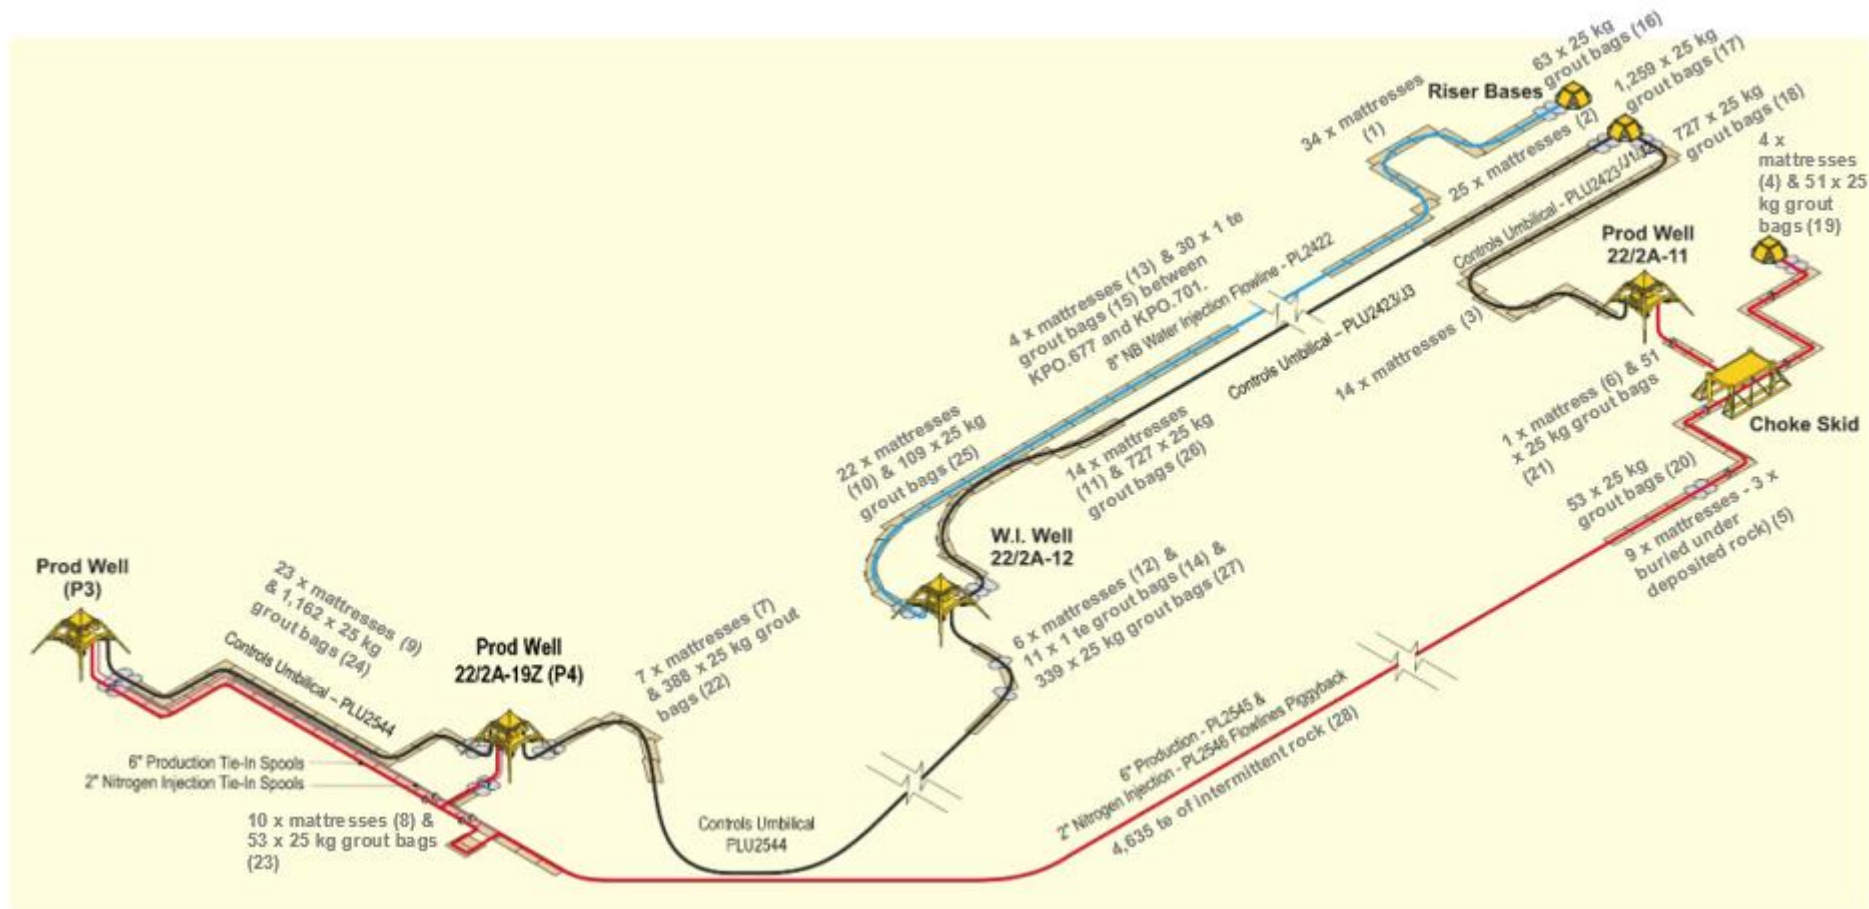 63 x 25 kg
grout bags (16)
1,259 x 25 kg
grout bags (17)
727 x 25 kg
grout bags (18)
Riser Bases
34 x mattresses
(1)
25 x mattresses (2)
4 x
mattresses
(4) & 51 x 25
kg grout
bags (19)
Controls Umbilical - PLU2423/J1/
Prod Well
22/2A-11
4 x mattresses (13) & 30 x 1 te
grout bags (15) between
KPO.677 and KPO.701.
8" NB Water Injection Flowline - PL2422
Controls Umbilical – PLU2423/J3
14 x mattresses (3)
1 x mattress (6) & 51
x 25 kg grout bags
(21)
Choke Skid
22 x mattresses
(10) & 109 x 25 kg
grout bags (25)
14 x mattresses
(11) & 727 x 25 kg
grout bags (26)
53 x 25 kg
grout bags (20)
9 x mattresses - 3 x
buried under
deposited rock) (5)
W.I. Well
22/2A-12
6 x mattresses (12) &
11 x 1 te grout bags (14) &
339 x 25 kg grout bags (27)
Prod Well
(P3)
23 x mattresses (9)
& 1,162 x 25 kg
grout bags (24)
Controls Umbilical – PLU2544
Prod Well
22/2A-19Z (P4)
7 x mattresses (7)
& 388 x 25 kg grout
bags (22)
6" Production Tie-In Spools
2" Nitrogen Injection Tie-In Spools
10 x mattresses (8) &
53 x 25 kg grout bags
(23)
Controls Umbilical
PLU2544
6" Production - PL2545 &
2" Nitrogen Injection - PL2546 Flowlines Piggyback
4,635 te of intermittent rock (28)